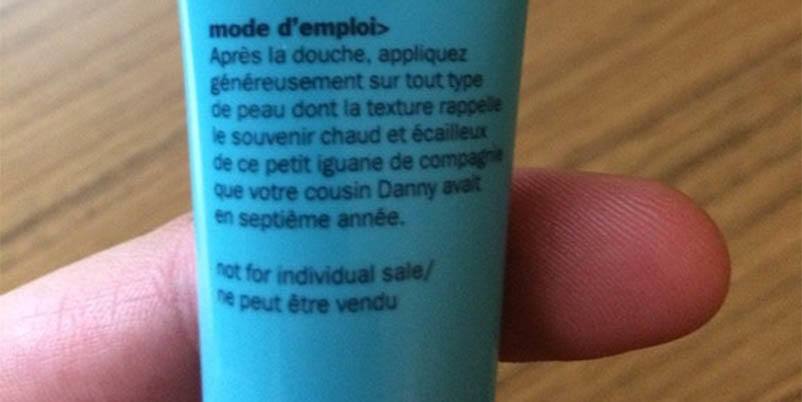 mode d'emploi>
Après la douche, appliquez
généreusement sur tout type
de peau dont la texture rappelle
le souvenir chaud et écailleux
de ce petit iguane de compagnie
que votre cousin Danny avait
en septième année.
not for individual sale/
ne peut être vendu